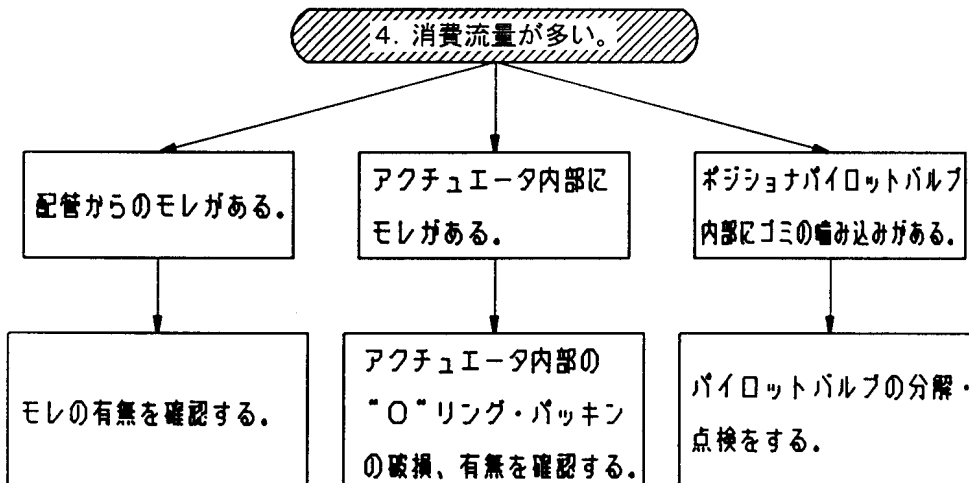 4. 消費流量が多い。
配管からのモレがある。
アクチュエータ内部に
モレがある。
ポジショナパイロットバルブ
内部にゴミの噛み込みがある。
モレの有無を確認する。
アクチュエータ内部の
“O”リング・パッキン
の破損、有無を確認する。
パイロットバルブの分解・
点検をする。